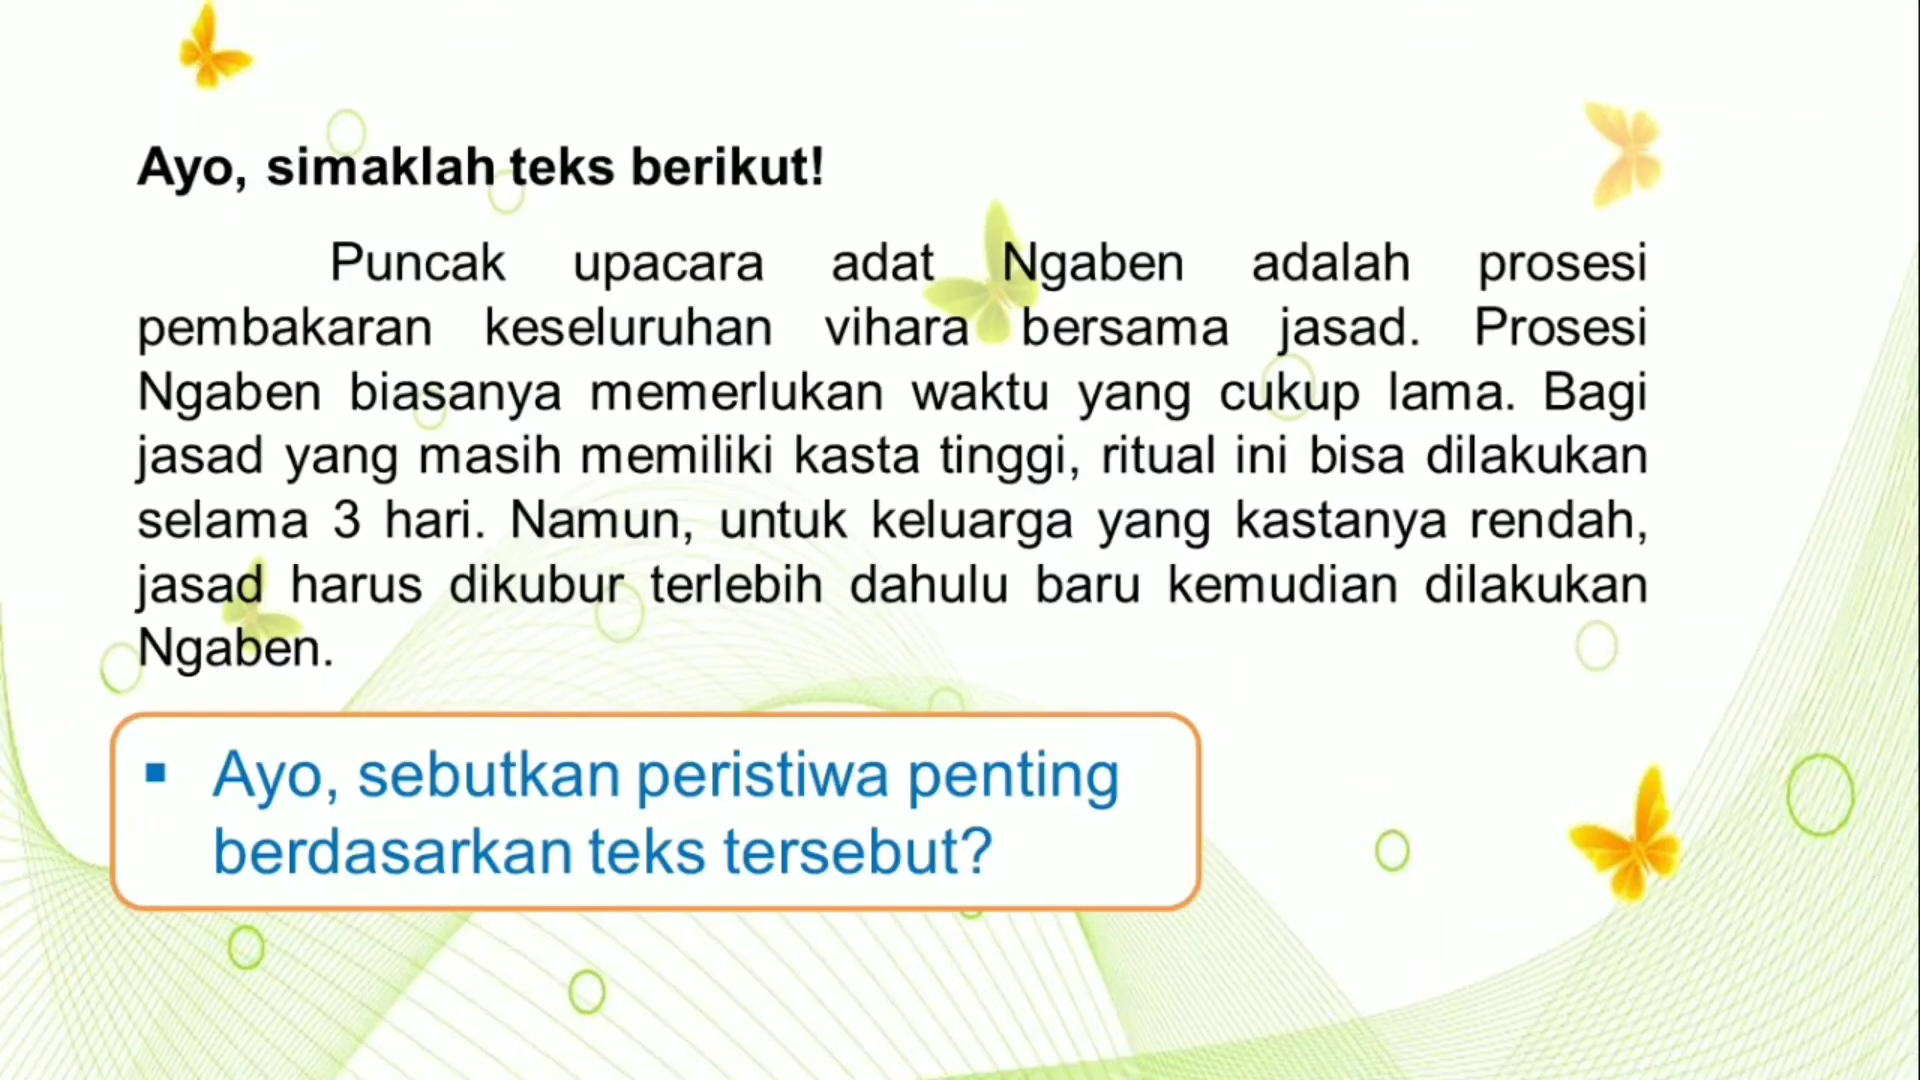 Ayo, simaklah teks berikut!
Puncak upacara adat Ngaben adalah prosesi
pembakaran keseluruhan vihara bersama jasad. Prosesi
Ngaben biasanya memerlukan waktu yang cukup lama. Bagi
jasad yang masih memiliki kasta tinggi, ritual ini bisa dilakukan
selama 3 hari. Namun, untuk keluarga yang kastanya rendah,
jasad harus dikubur terlebih dahulu baru kemudian dilakukan
Ngaben.
▪ Ayo, sebutkan peristiwa penting
berdasarkan teks tersebut?